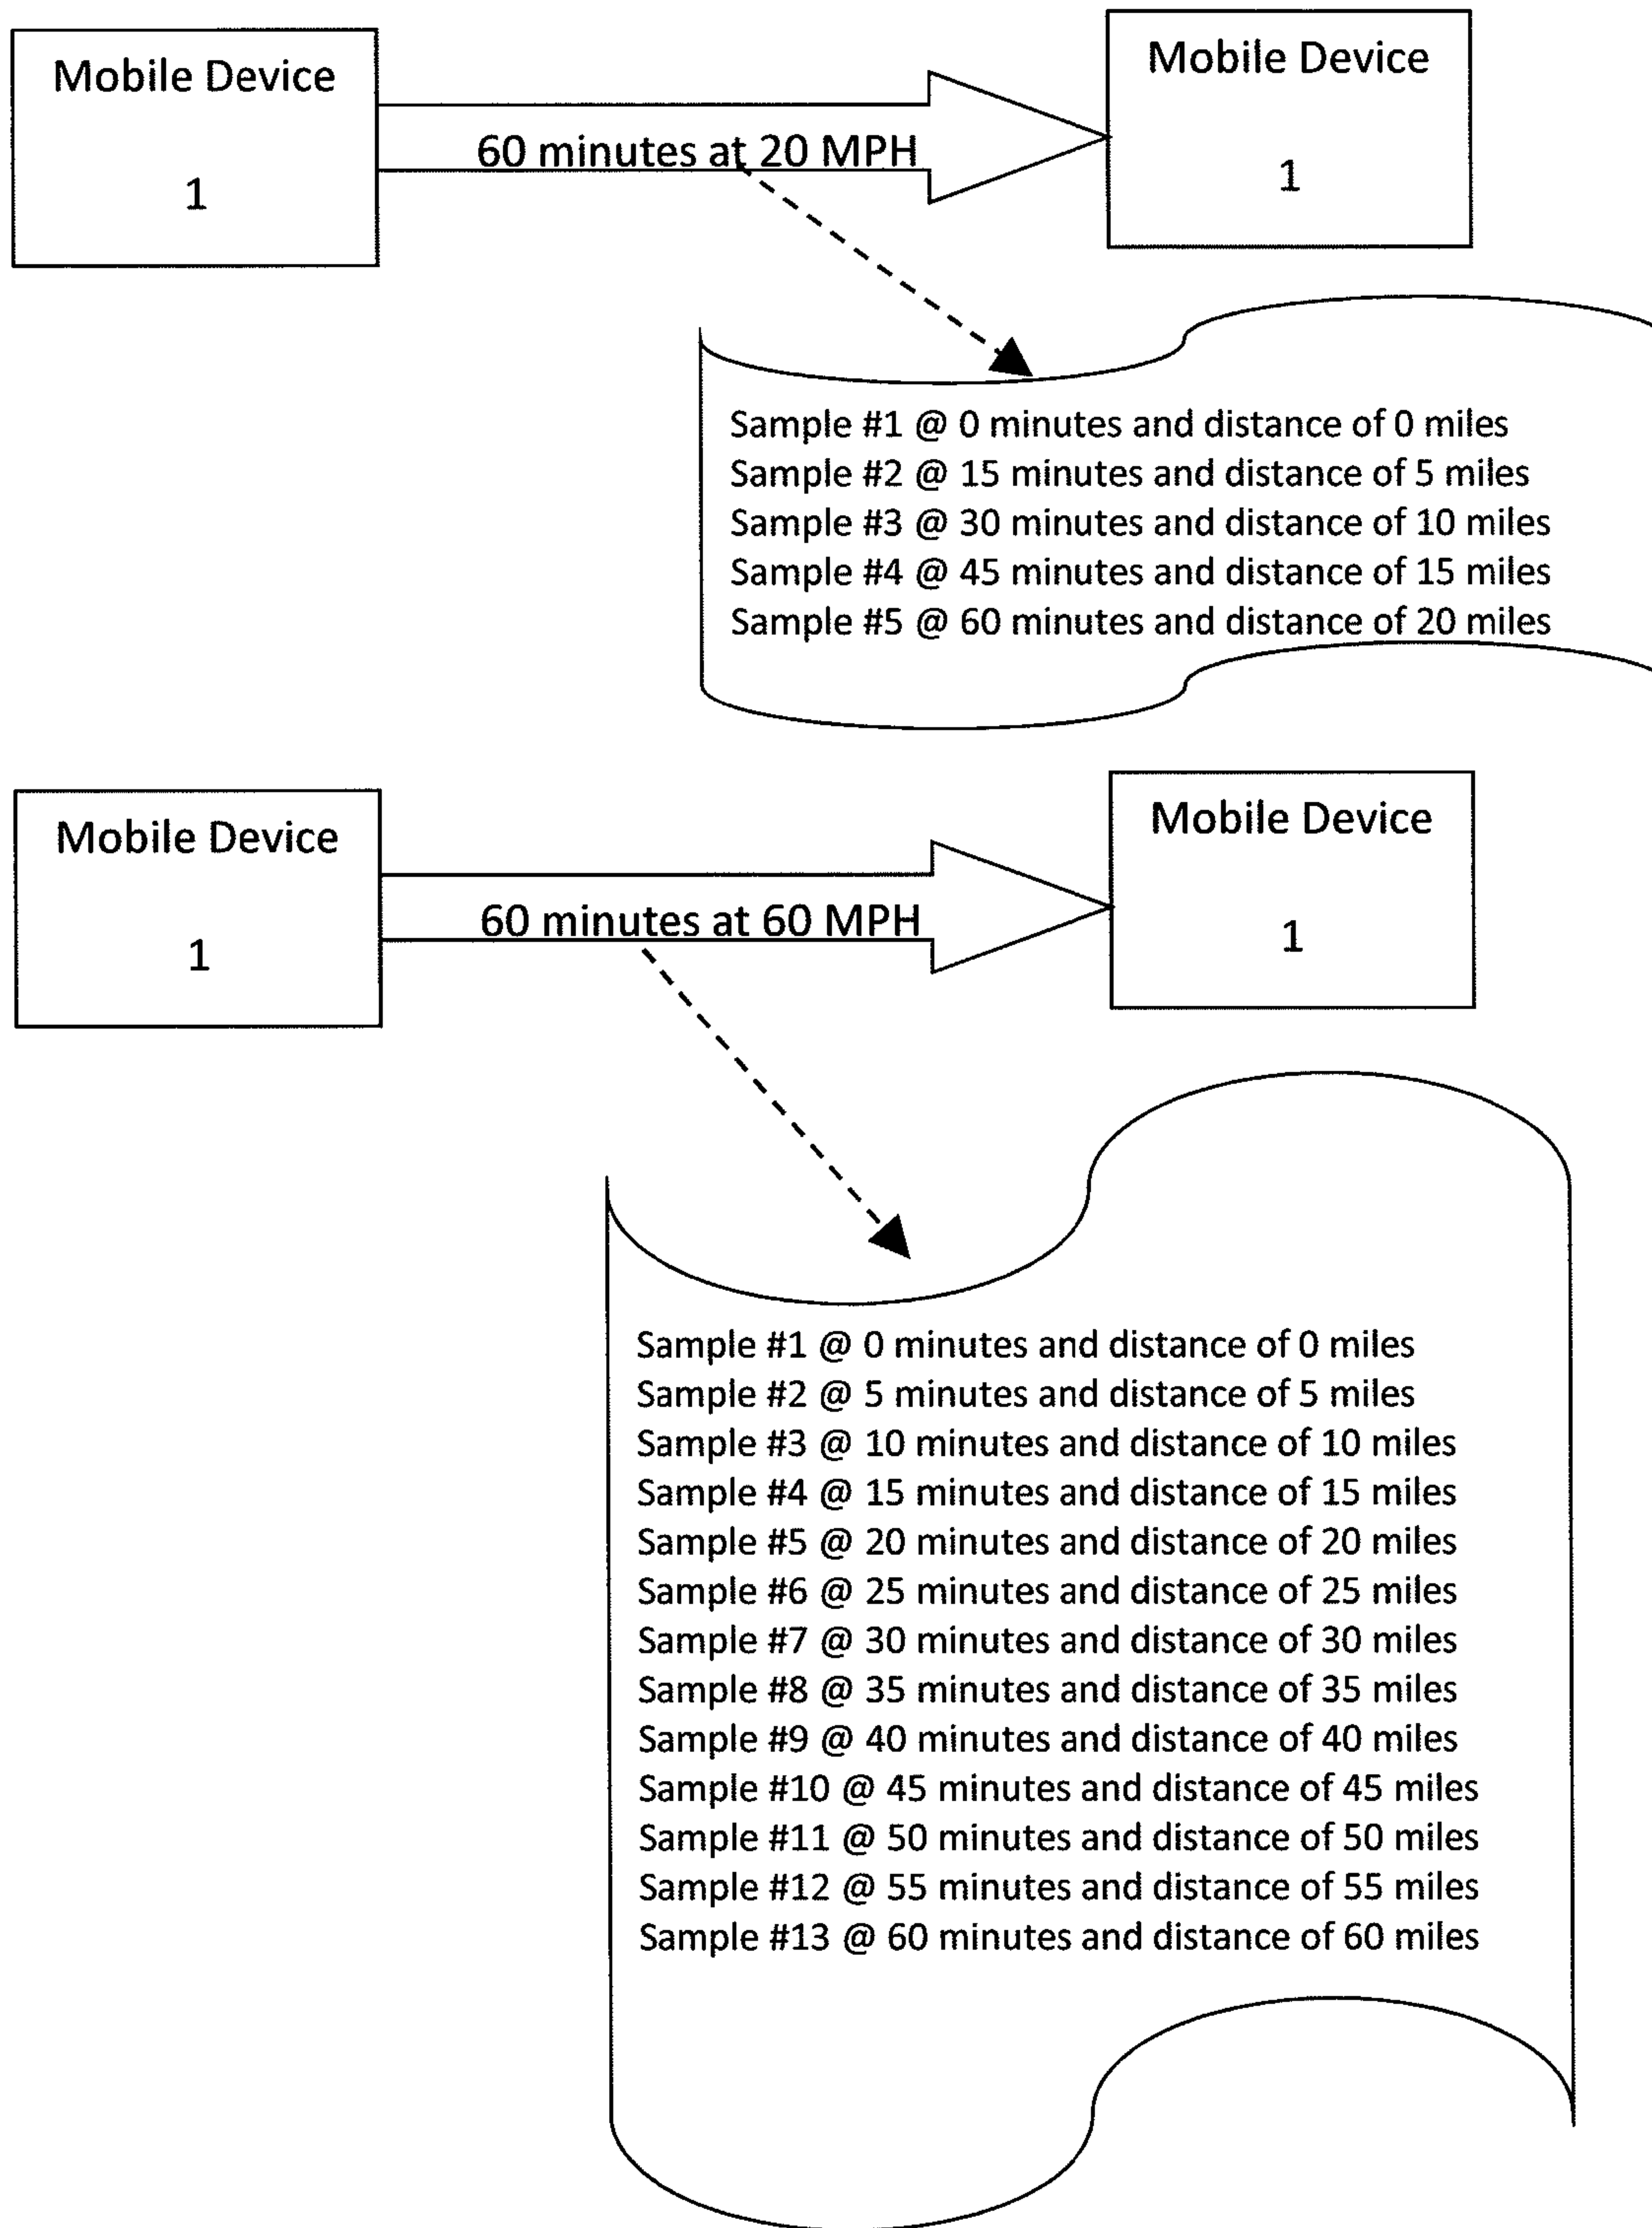 Mobile Device
1
60 minutes at 20 MPH
Mobile Device
1
Sample #1 @ 0 minutes and distance of 0 miles
Sample #2 @ 15 minutes and distance of 5 miles
Sample #3 @ 30 minutes and distance of 10 miles
Sample #4 @ 45 minutes and distance of 15 miles
Sample #5 @ 60 minutes and distance of 20 miles
Mobile Device
1
60 minutes at 60 MPH
Mobile Device
1
Sample #1 @ 0 minutes and distance of 0 miles
Sample #2 @ 5 minutes and distance of 5 miles
Sample #3 @ 10 minutes and distance of 10 miles
Sample #4 @ 15 minutes and distance of 15 miles
Sample #5 @ 20 minutes and distance of 20 miles
Sample #6 @ 25 minutes and distance of 25 miles
Sample #7 @ 30 minutes and distance of 30 miles
Sample #8 @ 35 minutes and distance of 35 miles
Sample #9 @ 40 minutes and distance of 40 miles
Sample #10 @ 45 minutes and distance of 45 miles
Sample #11 @ 50 minutes and distance of 50 miles
Sample #12 @ 55 minutes and distance of 55 miles
Sample #13 @ 60 minutes and distance of 60 miles